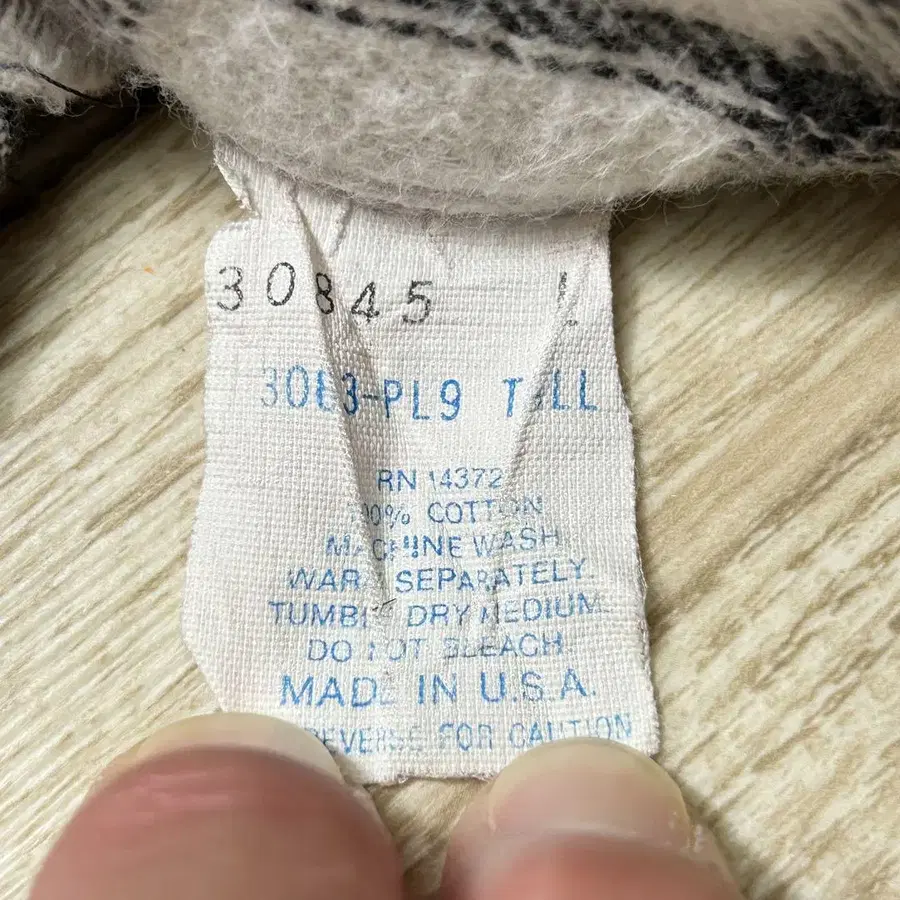 30845 L
3083-PL9 TALL
RN 14372
100% COTTON
MACHINE WASH
WARM SEPARATELY.
TUMBLE DRY MEDIUM
DO NOT BLEACH
MADE IN U.S.A.
REVERSE FOR CAUTION